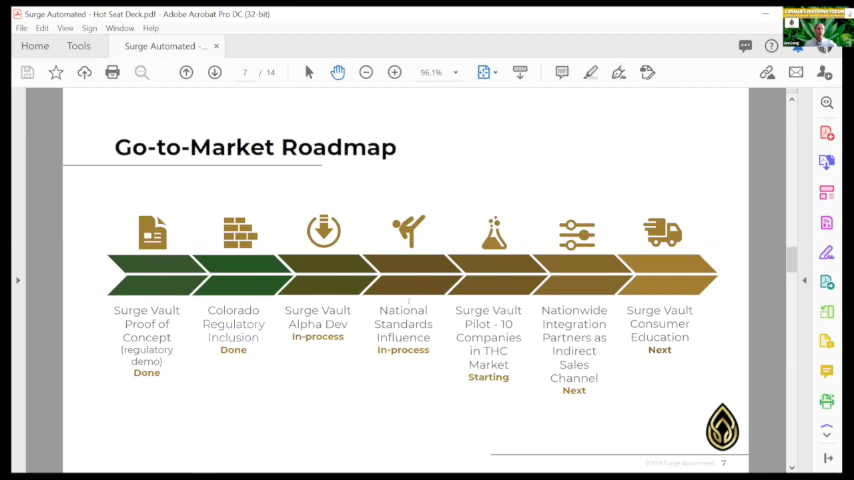 Surge Automated - Hot Seat Deck.pdf - Adobe Acrobat Pro DC (32-bit)
File Edit View Sign Window Help
Home Tools Surge Automated -... ×
7 / 14 96.1%
Go-to-Market Roadmap
Surge Vault
Proof of
Concept
(regulatory
demo)
Done
Colorado
Regulatory
Inclusion
Done
Surge Vault
Alpha Dev
In-process
National
Standards
Influence
In-process
Surge Vault
Pilot - 10
Companies
in THC
Market
Starting
Nationwide
Integration
Partners as
Indirect
Sales
Channel
Next
Surge Vault
Consumer
Education
Next
7